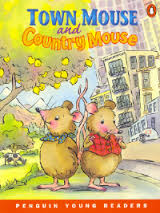 TOWN MOUSE
and
Country Mouse
PENGUIN YOUNG READERS